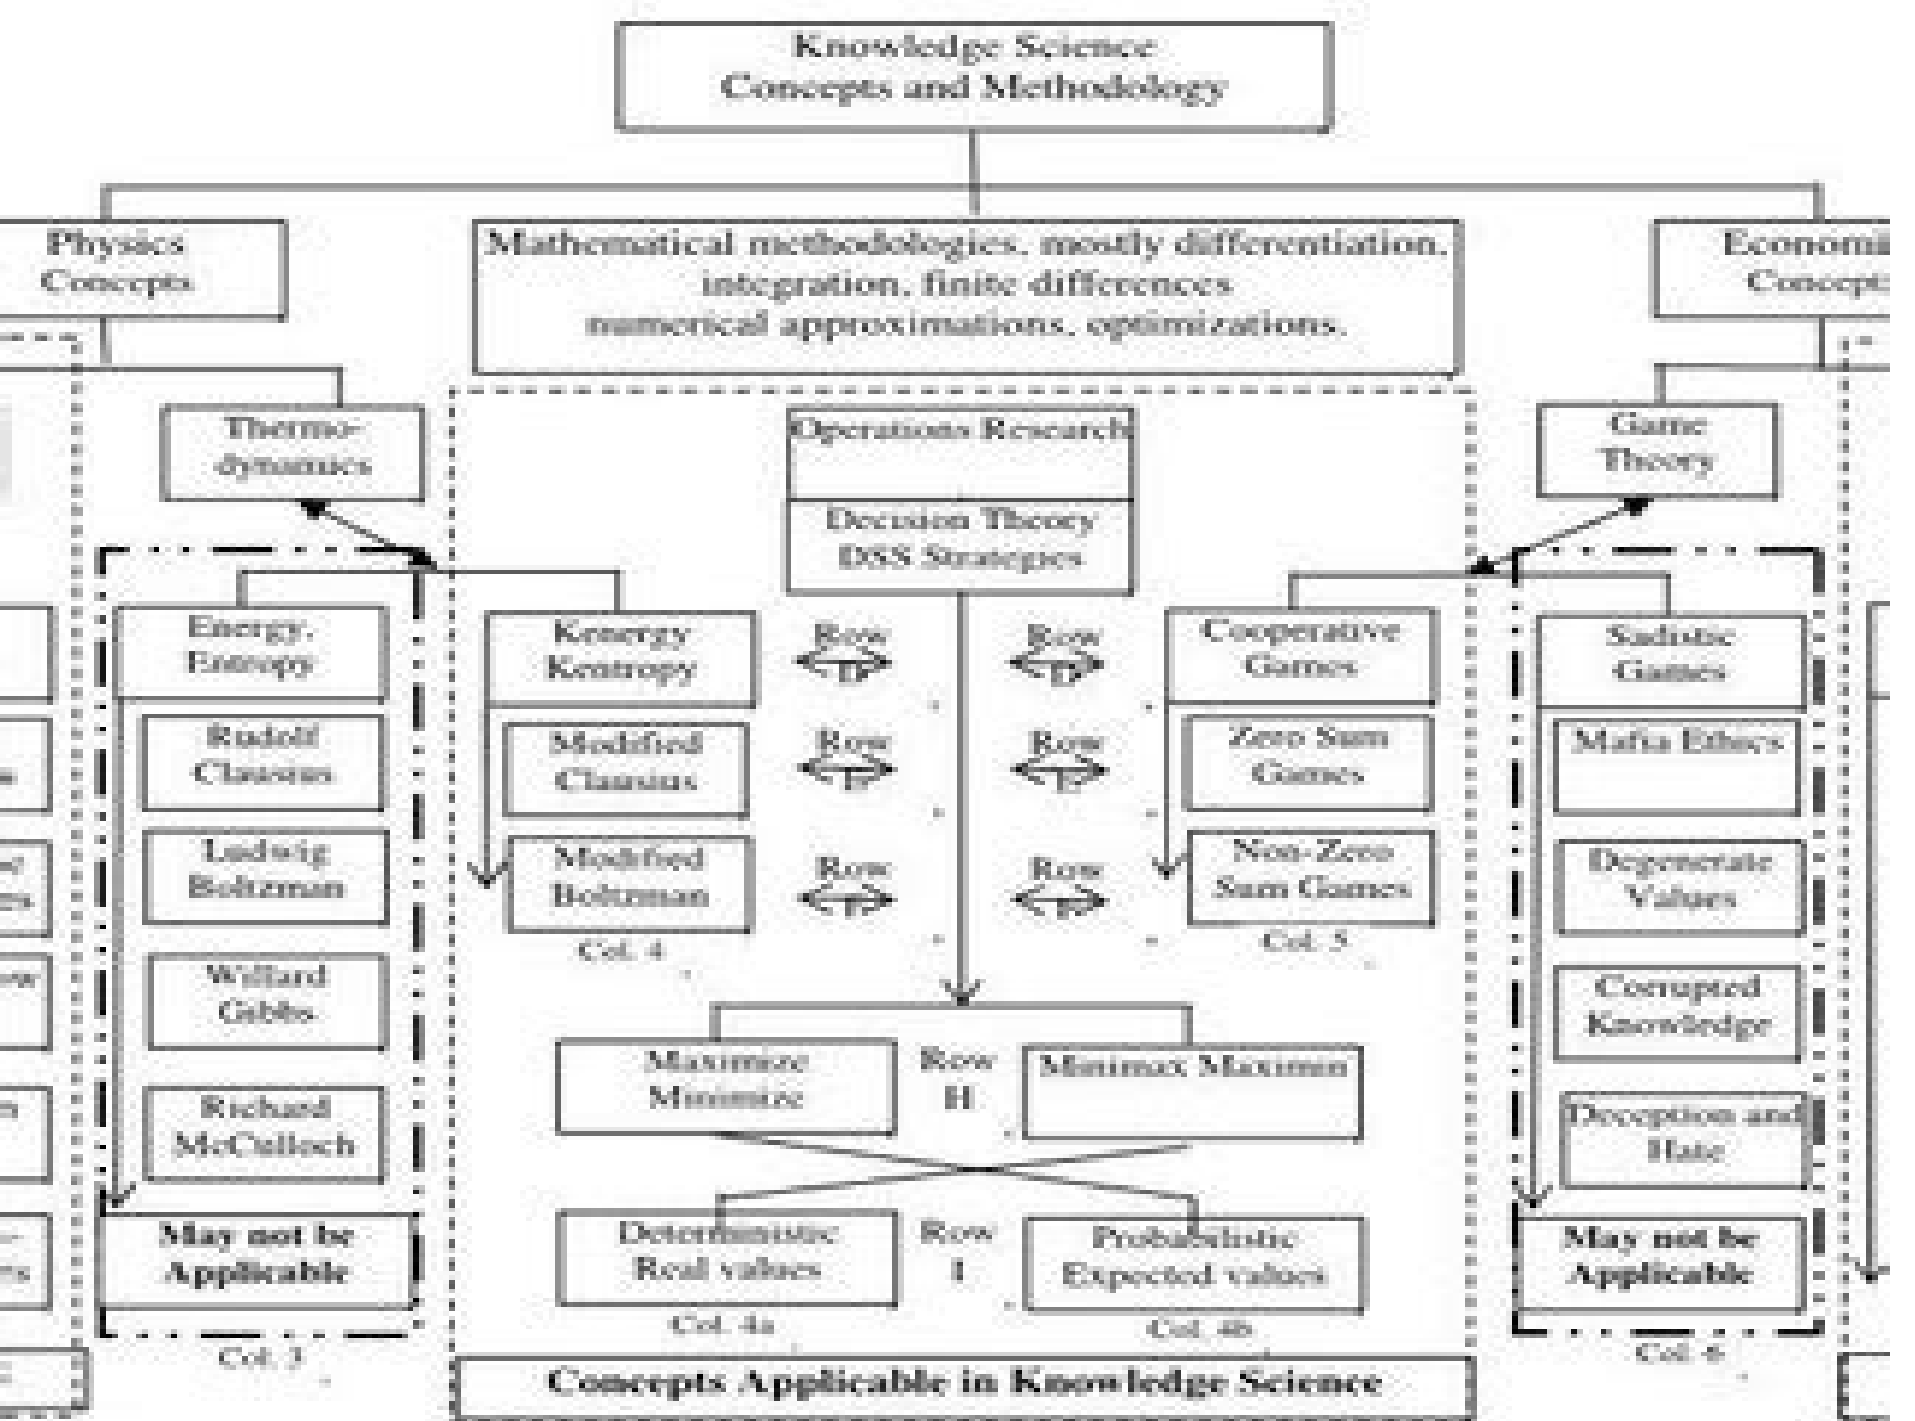 Knowledge Science
Concepts and Methodology
Physics
Concepts
Mathematical methodologies, mostly differentiation,
integration, finite differences
numerical approximations, optimizations.
Economi
Concept
Thermo-
dynamics
Operations Research
Decision Theory
DSS Strategies
Game
Theory
Energy,
Entropy
Rudolf
Clausius
Ludwig
Boltzman
Willard
Gibbs
Richard
McCulloch
May not be
Applicable
Col. 3
Kenergy
Kentropy
Modified
Clausius
Modified
Boltzman
Col. 4
Row
D
Row
D
Row
Row
Row
Row
Cooperative
Games
Zero Sum
Games
Non-Zero
Sum Games
Col. 5
Sadistic
Games
Mafia Ethics
Degenerate
Values
Corrupted
Knowledge
Deception and
Hate
May not be
Applicable
Col. 6
Maximize
Minimize
Row
H
Minimax Maximin
Deterministic
Real values
Row
I
Probabilistic
Expected values
Col. 4a
Col. 4b
Concepts Applicable in Knowledge Science